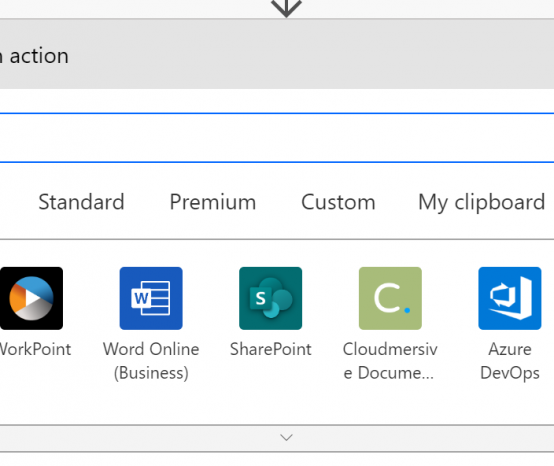 n action
Standard Premium Custom My clipboard
W S C.
WorkPoint Word Online SharePoint Cloudmersiv Azure
(Business) e Docume... DevOps